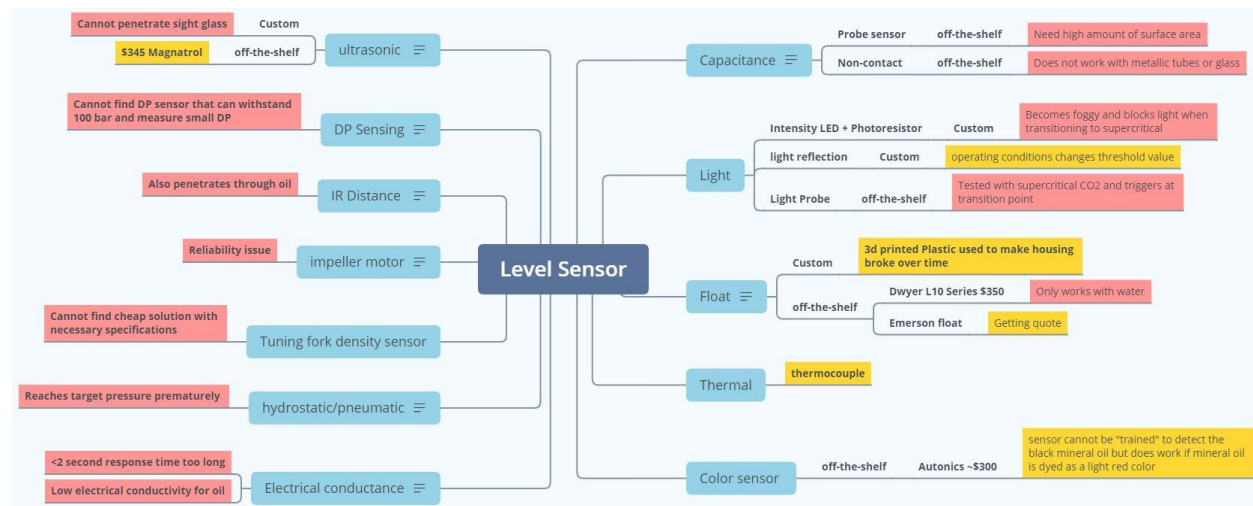 Level Sensor
ultrasonic
Custom
Cannot penetrate sight glass
off-the-shelf
$345 Magnatrol
DP Sensing
Cannot find DP sensor that can withstand
100 bar and measure small DP
IR Distance
Also penetrates through oil
impeller motor
Reliability issue
Tuning fork density sensor
Cannot find cheap solution with
necessary specifications
hydrostatic/pneumatic
Reaches target pressure prematurely
Electrical conductance
<2 second response time too long
Low electrical conductivity for oil
Capacitance
Probe sensor
off-the-shelf
Need high amount of surface area
Non-contact
off-the-shelf
Does not work with metallic tubes or glass
Light
Intensity LED + Photoresistor
Custom
Becomes foggy and blocks light when
transitioning to supercritical
light reflection
Custom
operating conditions changes threshold value
Light Probe
off-the-shelf
Tested with supercritical CO2 and triggers at
transition point
Float
Custom
3d printed Plastic used to make housing
broke over time
off-the-shelf
Dwyer L10 Series $350
Only works with water
Emerson float
Getting quote
Thermal
thermocouple
Color sensor
off-the-shelf
Autonics ~$300
sensor cannot be "trained" to detect the
black mineral oil but does work if mineral oil
is dyed as a light red color